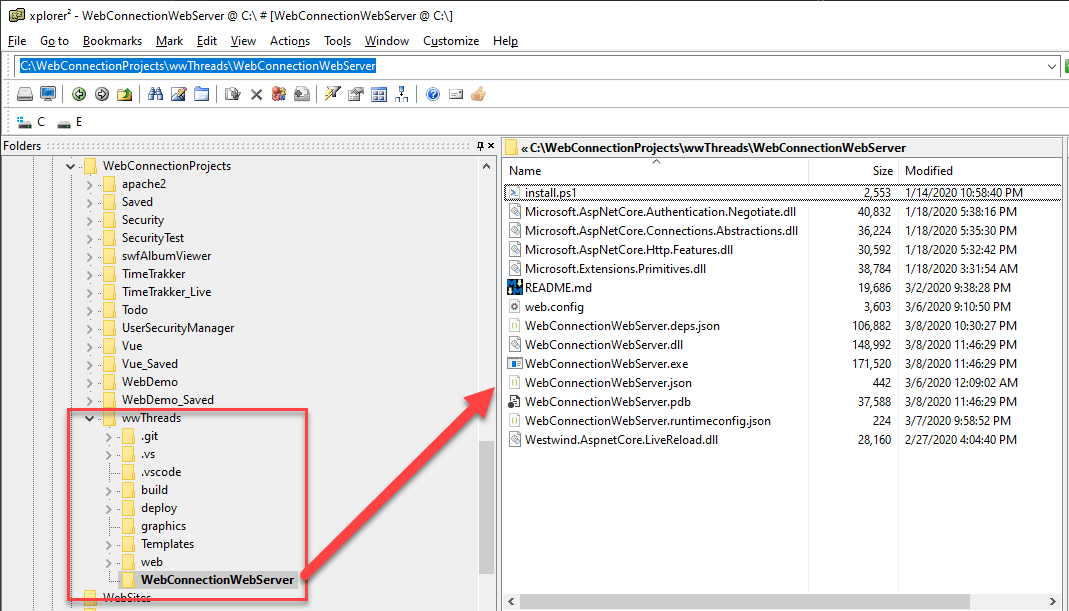 xplorer² - WebConnectionWebServer @ C:\ # [WebConnectionWebServer @ C:\]
File Go to Bookmarks Mark Edit View Actions Tools Window Customize Help
C:\WebConnectionProjects\wwThreads\WebConnectionWebServer
C E
Folders
WebConnectionProjects
apache2
Saved
Security
SecurityTest
swfAlbumViewer
TimeTrakker
TimeTrakker_Live
Todo
UserSecurityManager
Vue
Vue_Saved
WebDemo
WebDemo_Saved
wwThreads
.git
.vs
.vscode
build
deploy
graphics
Templates
web
WebConnectionWebServer
WebSites
« C:\WebConnectionProjects\wwThreads\WebConnectionWebServer
Name Size Modified
install.ps1 2,553 1/14/2020 10:58:40 PM
Microsoft.AspNetCore.Authentication.Negotiate.dll 40,832 1/18/2020 5:38:16 PM
Microsoft.AspNetCore.Connections.Abstractions.dll 36,224 1/18/2020 5:35:30 PM
Microsoft.AspNetCore.Http.Features.dll 30,592 1/18/2020 5:32:42 PM
Microsoft.Extensions.Primitives.dll 38,784 1/18/2020 3:31:54 AM
README.md 19,686 3/2/2020 9:38:28 PM
web.config 3,603 3/6/2020 9:10:50 PM
WebConnectionWebServer.deps.json 106,882 3/8/2020 10:30:27 PM
WebConnectionWebServer.dll 148,992 3/8/2020 11:46:29 PM
WebConnectionWebServer.exe 171,520 3/8/2020 11:46:29 PM
WebConnectionWebServer.json 442 3/6/2020 12:09:02 AM
WebConnectionWebServer.pdb 37,588 3/8/2020 11:46:29 PM
WebConnectionWebServer.runtimeconfig.json 224 3/7/2020 9:58:52 PM
Westwind.AspnetCore.LiveReload.dll 28,160 2/27/2020 4:04:40 PM